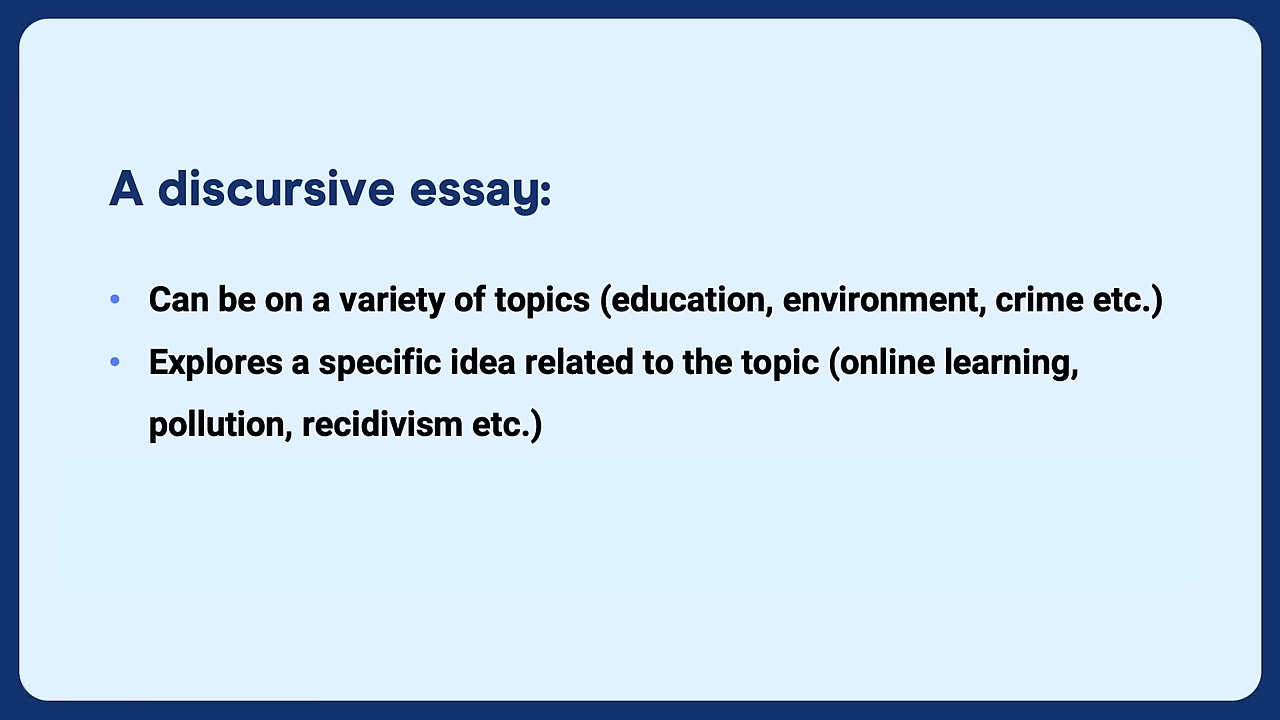 A discursive essay:
• Can be on a variety of topics (education, environment, crime etc.)
• Explores a specific idea related to the topic (online learning,
pollution, recidivism etc.)